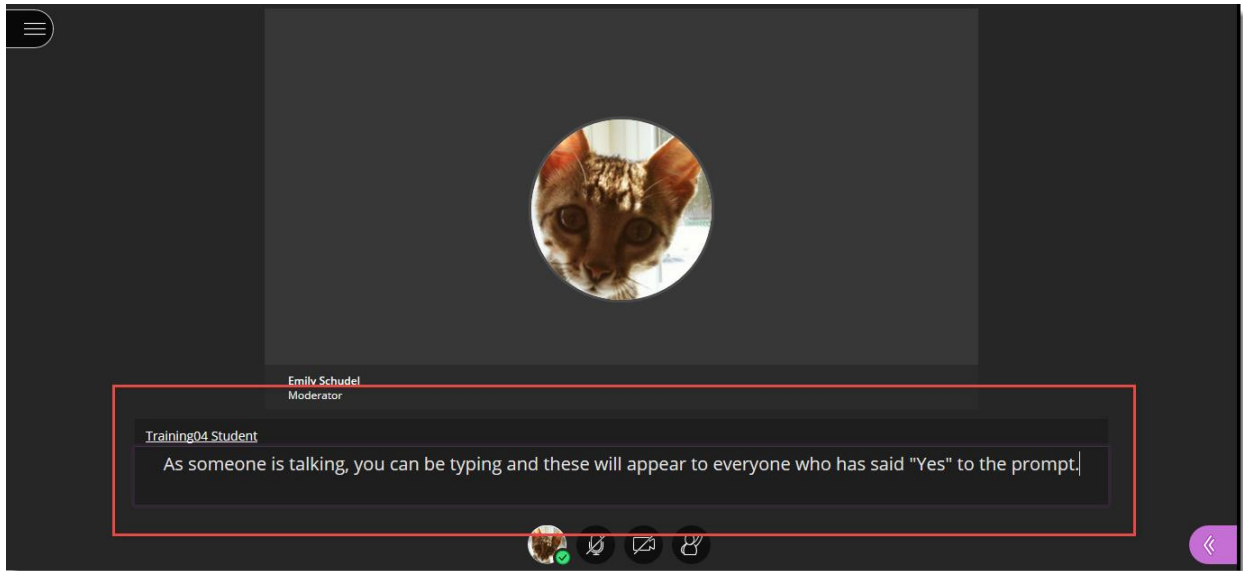 Emily Schudel
Moderator
Training04 Student
As someone is talking, you can be typing and these will appear to everyone who has said "Yes" to the prompt.